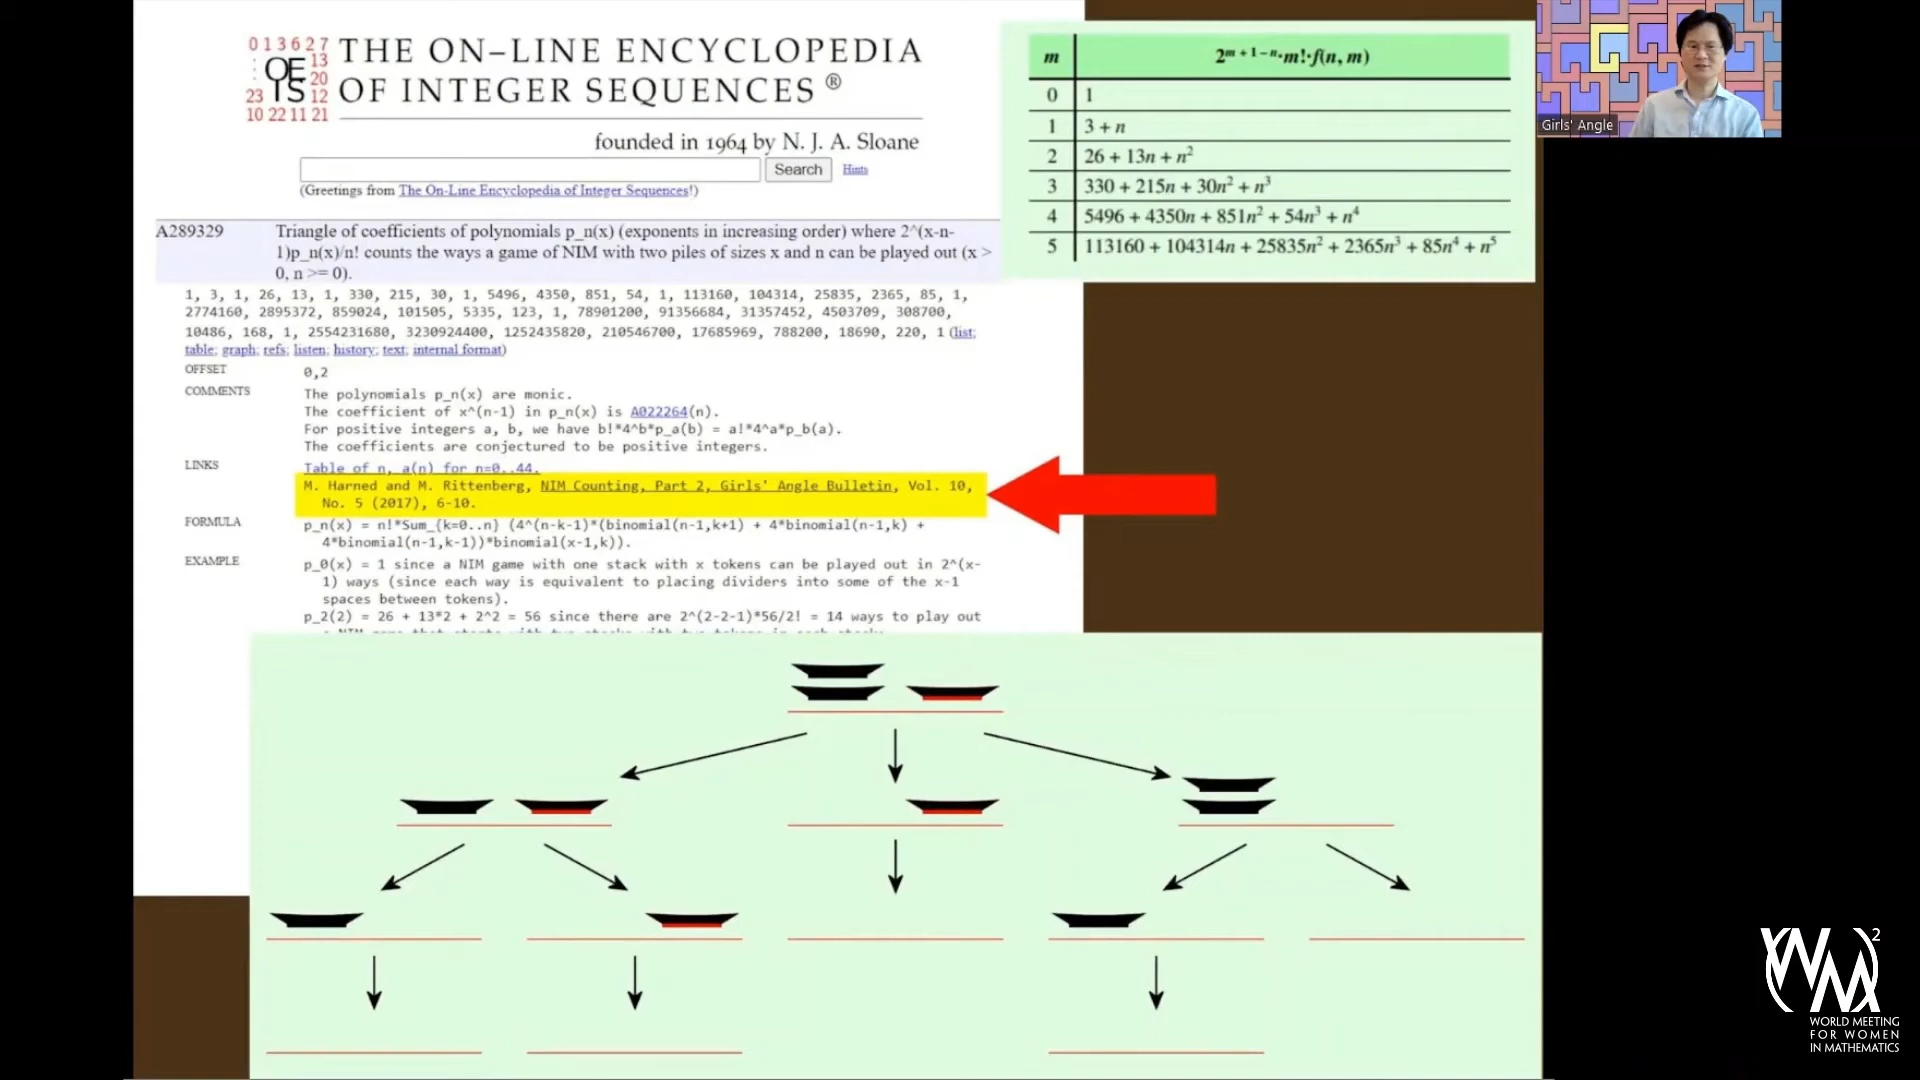 0 1 3 6 2 7
: 13
OE 20
23 IS 12
10 22 11 21
THE ON–LINE ENCYCLOPEDIA
OF INTEGER SEQUENCES ®
founded in 1964 by N. J. A. Sloane
Search Hints
(Greetings from The On-Line Encyclopedia of Integer Sequences!)
A289329 Triangle of coefficients of polynomials p_n(x) (exponents in increasing order) where 2^(x-n-
1)p_n(x)/n! counts the ways a game of NIM with two piles of sizes x and n can be played out (x >
0, n >= 0).
1, 3, 1, 26, 13, 1, 330, 215, 30, 1, 5496, 4350, 851, 54, 1, 113160, 104314, 25835, 2365, 85, 1,
2774160, 2895372, 859024, 101505, 5335, 123, 1, 78901200, 91356684, 31357452, 4503709, 308700,
10486, 168, 1, 2554231680, 3230924400, 1252435820, 210546700, 17685969, 788200, 18690, 220, 1 (list;
table; graph; refs; listen; history; text; internal format)
OFFSET 0,2
COMMENTS The polynomials p_n(x) are monic.
The coefficient of x^(n-1) in p_n(x) is A022264(n).
For positive integers a, b, we have b!*4^b*p_a(b) = a!*4^a*p_b(a).
The coefficients are conjectured to be positive integers.
LINKS Table of n, a(n) for n=0..44.
M. Harned and M. Rittenberg, NIM Counting, Part 2, Girls' Angle Bulletin, Vol. 10,
No. 5 (2017), 6-10.
FORMULA p_n(x) = n!*Sum_{k=0..n} (4^(n-k-1)*(binomial(n-1,k+1) + 4*binomial(n-1,k) +
4*binomial(n-1,k-1))*binomial(x-1,k)).
EXAMPLE p_0(x) = 1 since a NIM game with one stack with x tokens can be played out in 2^(x-
1) ways (since each way is equivalent to placing dividers into some of the x-1
spaces between tokens).
p_2(2) = 26 + 13*2 + 2^2 = 56 since there are 2^(2-2-1)*56/2! = 14 ways to play out
m 2^{m+1−n}·m!·f(n, m)
0 1
1 3 + n
2 26 + 13n + n²
3 330 + 215n + 30n² + n³
4 5496 + 4350n + 851n² + 54n³ + n⁴
5 113160 + 104314n + 25835n² + 2365n³ + 85n⁴ + n⁵
Girls' Angle
(WM)²
WORLD MEETING
FOR WOMEN
IN MATHEMATICS